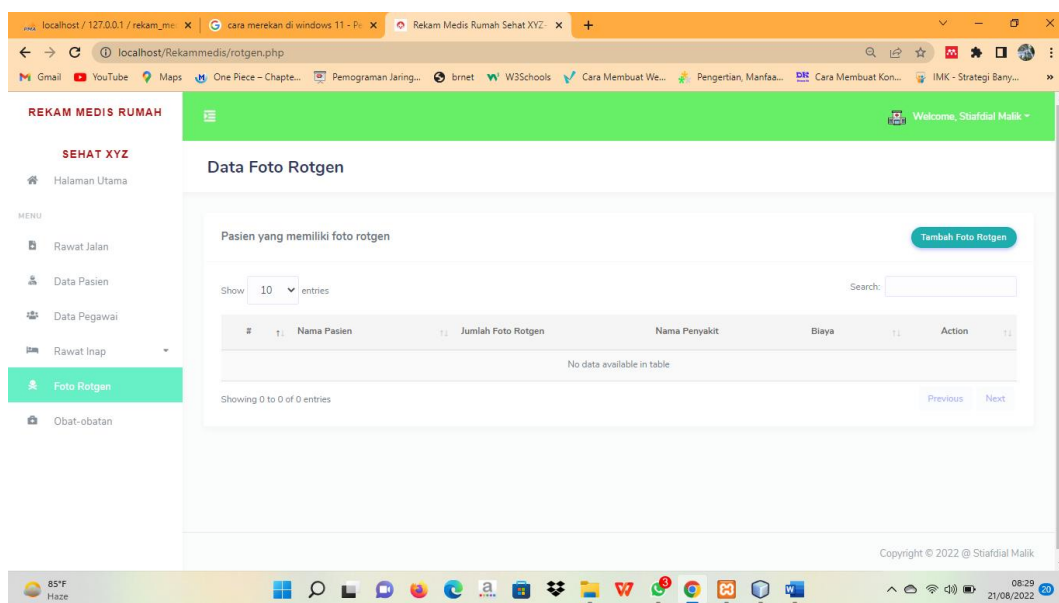 localhost / 127.0.0.1 / rekam_me
cara merekan di windows 11 - Pe
Rekam Medis Rumah Sehat XYZ-
localhost/Rekammedis/rotgen.php
Gmail
YouTube
Maps
One Piece – Chapte...
Pemograman Jaring...
brnet
W3Schools
Cara Membuat We...
Pengertian, Manfaa...
Cara Membuat Kon...
IMK - Strategi Bany...
REKAM MEDIS RUMAH
SEHAT XYZ
Welcome, Stiafdial Malik
Halaman Utama
MENU
Rawat Jalan
Data Pasien
Data Pegawai
Rawat Inap
Foto Rotgen
Obat-obatan
Data Foto Rotgen
Pasien yang memiliki foto rotgen
Tambah Foto Rotgen
Show 10 entries
Search:
# Nama Pasien Jumlah Foto Rotgen Nama Penyakit Biaya Action
No data available in table
Showing 0 to 0 of 0 entries
Previous Next
Copyright © 2022 @ Stiafdial Malik
85°F
Haze
3
08:29
21/08/2022
20